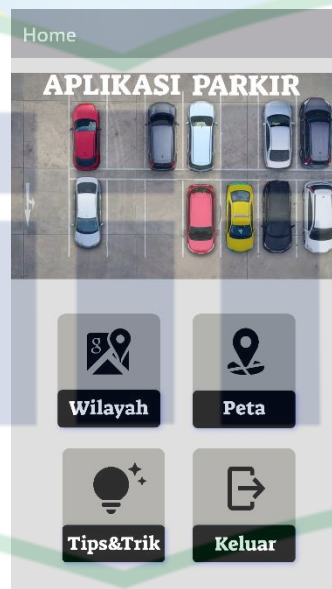 Home
APLIKASI PARKIR
Wilayah
Peta
Tips&Trik
Keluar